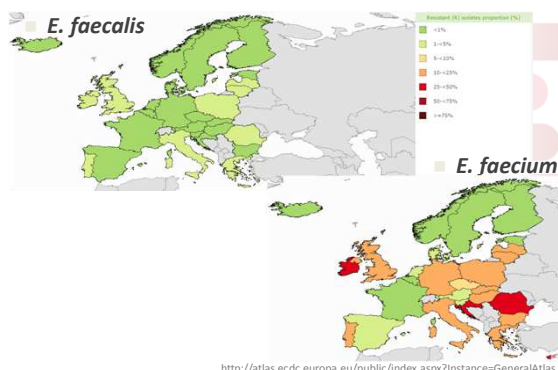 E. faecalis
Resistant (R) isolates proportion (%)
<1%
1-<5%
5-<10%
10-<25%
25-<50%
50-<75%
>=75%
E. faecium
http://atlas.ecdc.europa.eu/public/index.aspx?Instance=GeneralAtlas